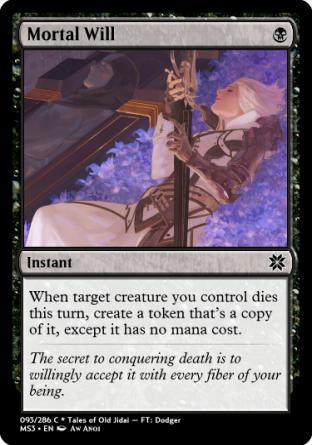 Mortal Will
Instant
When target creature you control dies
this turn, create a token that's a copy
of it, except it has no mana cost.
The secret to conquering death is to
willingly accept it with every fiber of your
being.
093/286 C * Tales of Old Jidai — FT: Dodger
MS3 • EN Aw Anoi